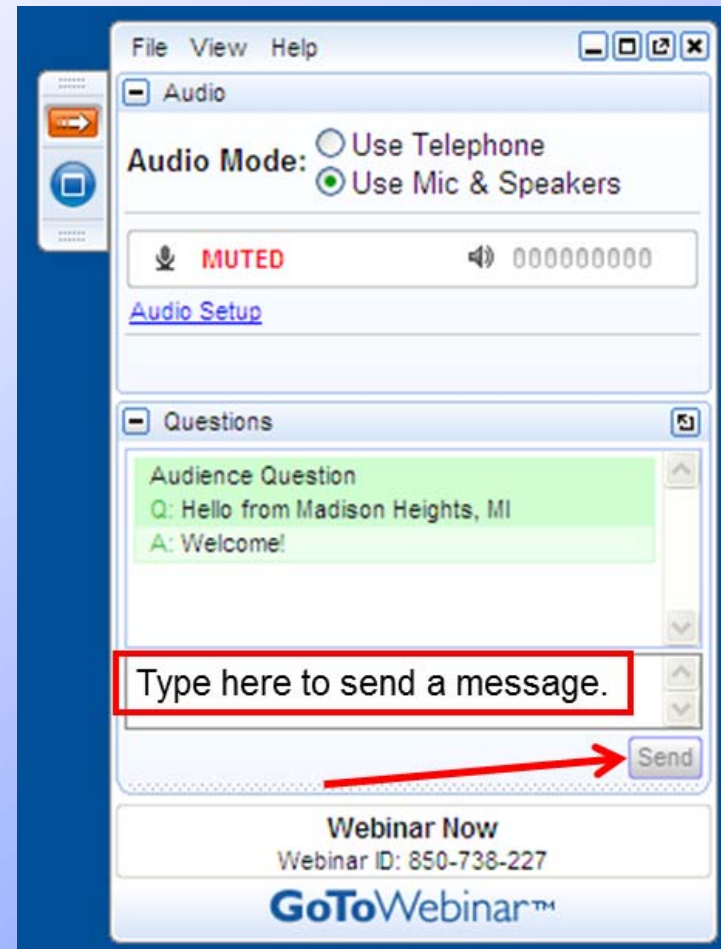 File View Help
Audio
Audio Mode: Use Telephone
Use Mic & Speakers
MUTED 000000000
Audio Setup
Questions
Audience Question
Q: Hello from Madison Heights, MI
A: Welcome!
Type here to send a message.
Send
Webinar Now
Webinar ID: 850-738-227
GoToWebinar™